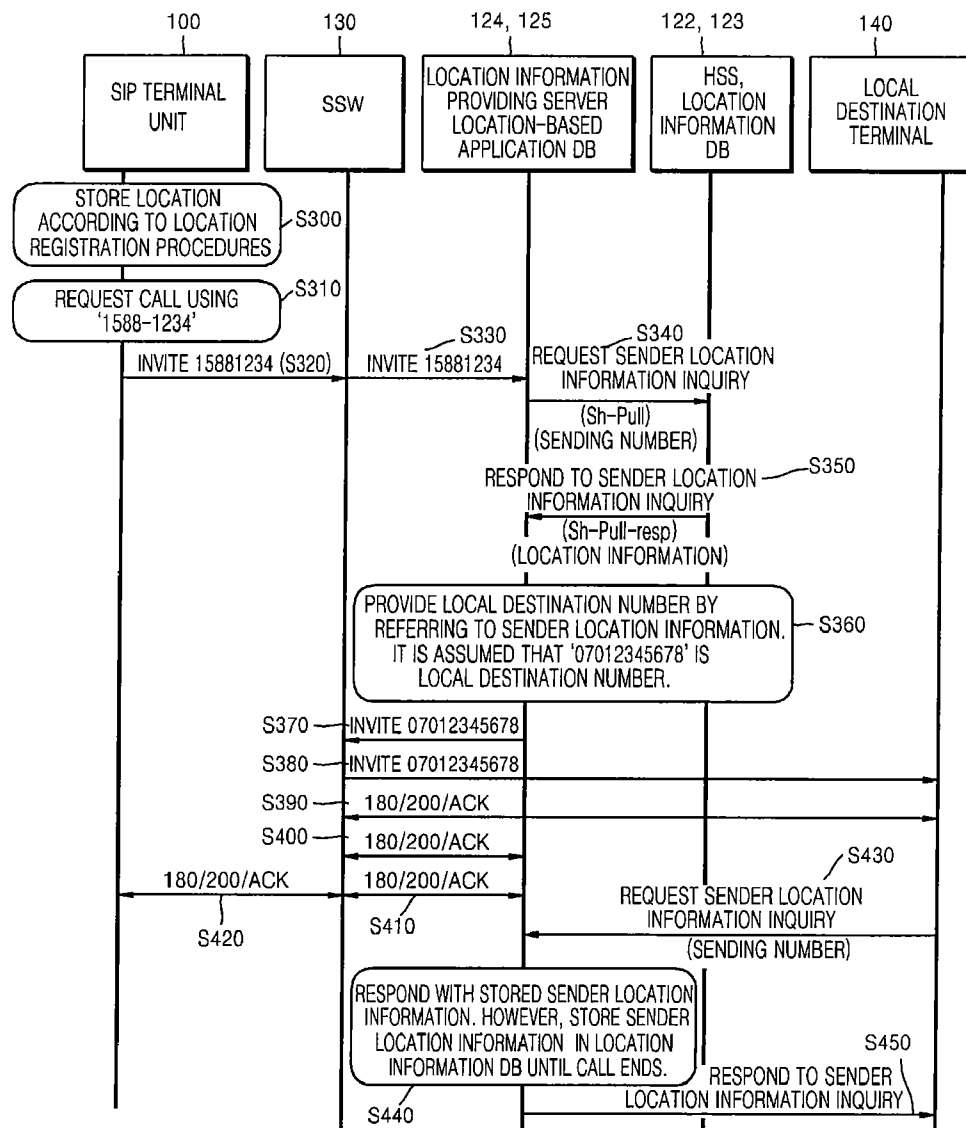 100
130
124, 125
122, 123
140
SIP TERMINAL
UNIT
SSW
LOCATION INFORMATION
PROVIDING SERVER
LOCATION-BASED
APPLICATION DB
HSS,
LOCATION
INFORMATION
DB
LOCAL
DESTINATION
TERMINAL
STORE LOCATION
ACCORDING TO LOCATION
REGISTRATION PROCEDURES
S300
REQUEST CALL USING
'1588-1234'
S310
INVITE 15881234 (S320)
S330
INVITE 15881234
S340
REQUEST SENDER LOCATION
INFORMATION INQUIRY
(Sh-Pull)
(SENDING NUMBER)
RESPOND TO SENDER LOCATION
INFORMATION INQUIRY
S350
(Sh-Pull-resp)
(LOCATION INFORMATION)
PROVIDE LOCAL DESTINATION NUMBER BY
REFERRING TO SENDER LOCATION INFORMATION.
IT IS ASSUMED THAT '07012345678' IS
LOCAL DESTINATION NUMBER.
S360
S370
INVITE 07012345678
S380
INVITE 07012345678
S390
180/200/ACK
S400
180/200/ACK
180/200/ACK
S420
180/200/ACK
S410
S430
REQUEST SENDER LOCATION
INFORMATION INQUIRY
(SENDING NUMBER)
RESPOND WITH STORED SENDER LOCATION
INFORMATION. HOWEVER, STORE SENDER
LOCATION INFORMATION IN LOCATION
INFORMATION DB UNTIL CALL ENDS.
S440
S450
RESPOND TO SENDER
LOCATION INFORMATION INQUIRY